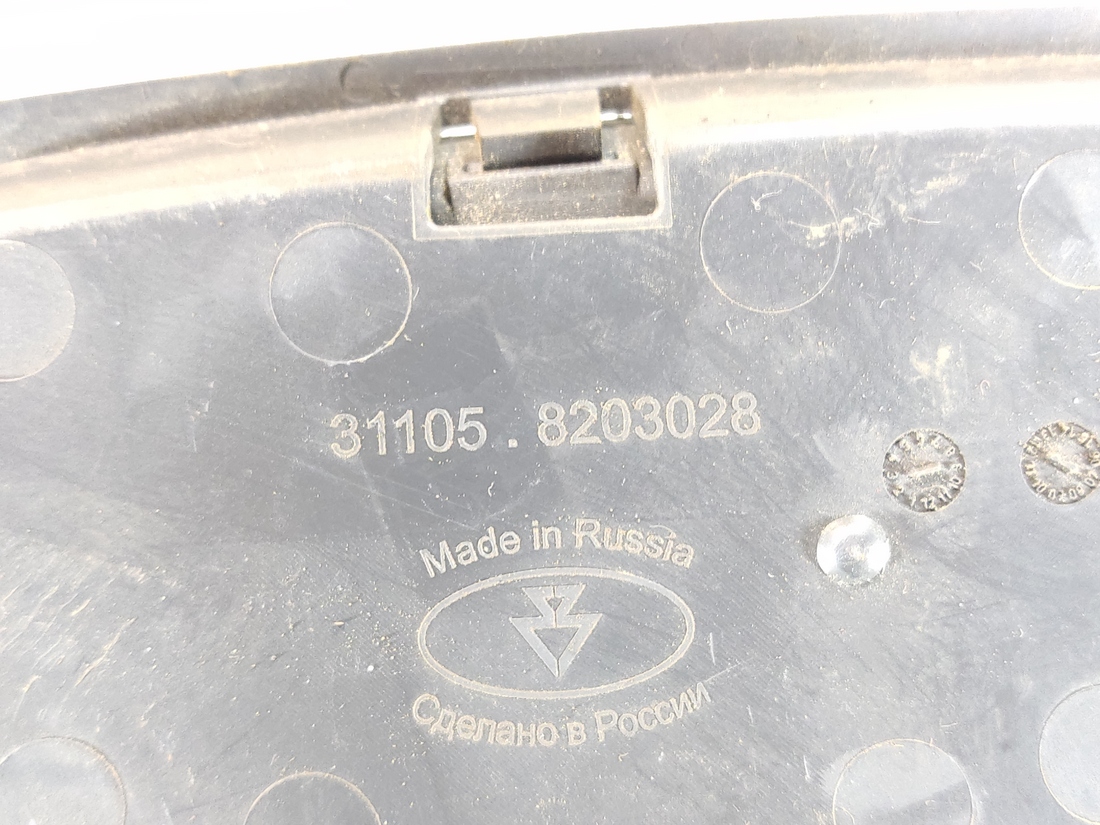 31105 . 8203028
Made in Russia
Сделано в России